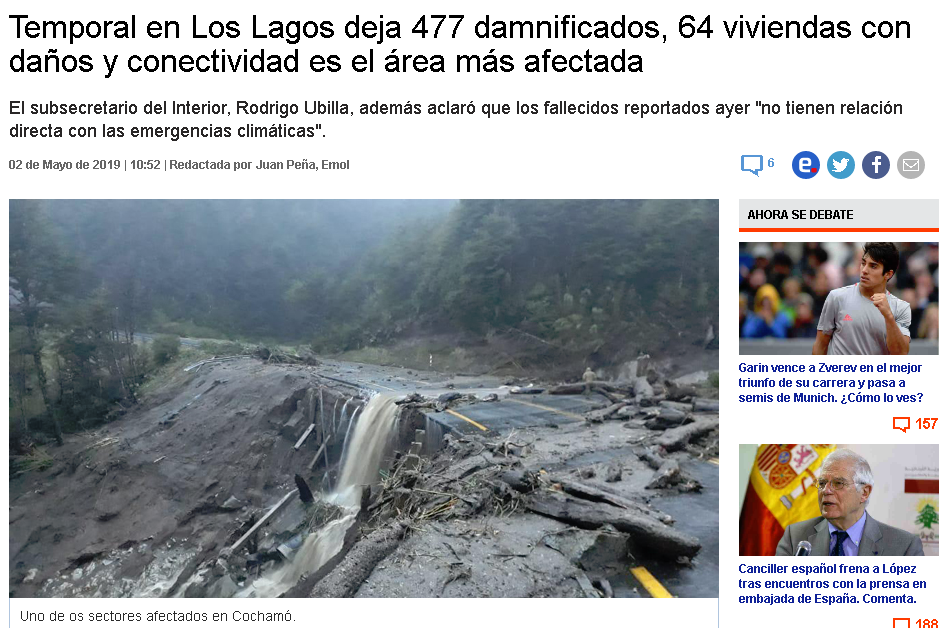 Temporal en Los Lagos deja 477 damnificados, 64 viviendas con
daños y conectividad es el área más afectada
El subsecretario del Interior, Rodrigo Ubilla, además aclaró que los fallecidos reportados ayer "no tienen relación
directa con las emergencias climáticas".
02 de Mayo de 2019 | 10:52 | Redactada por Juan Peña, Emol
6
e
f
AHORA SE DEBATE
Garin vence a Zverev en el mejor
triunfo de su carrera y pasa a
semis de Munich. ¿Cómo lo ves?
157
Canciller español frena a López
tras encuentros con la prensa en
embajada de España. Comenta.
188
Uno de os sectores afectados en Cochamó.